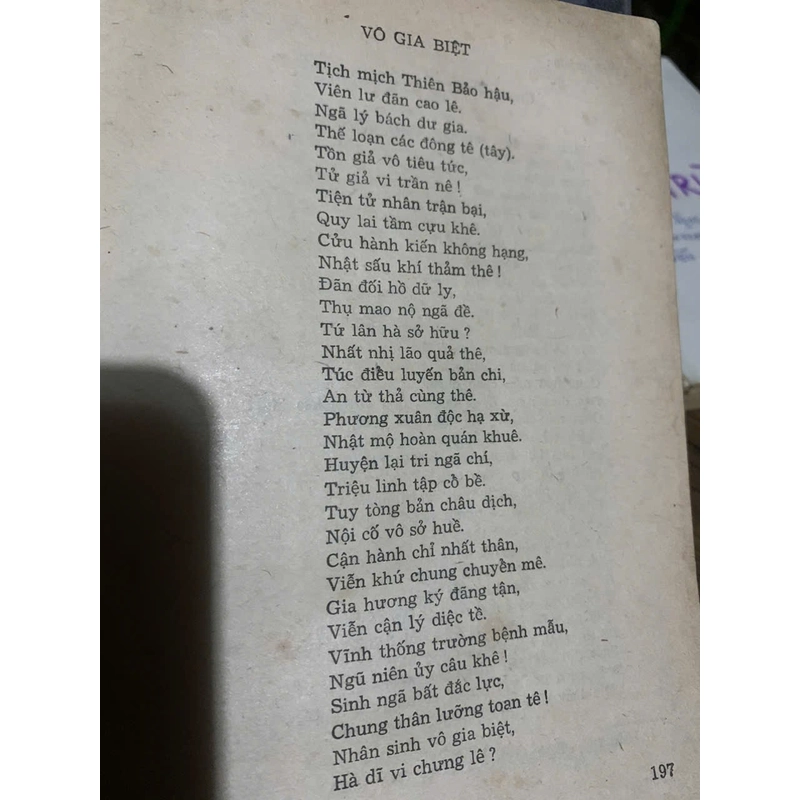 VÔ GIA BIỆT
Tịch mịch Thiên Bảo hậu,
Viên lư đãn cao lê.
Ngã lý bách dư gia.
Thế loạn các đông tê (tây).
Tồn giả vô tiêu tức,
Tử giả vi trần nê !
Tiện tử nhân trận bại,
Quy lai tầm cựu khê.
Cửu hành kiến không hạng,
Nhật sấu khí thảm thê !
Đãn đối hồ dữ ly,
Thụ mao nộ ngã đề.
Tứ lân hà sở hữu ?
Nhất nhị lão quả thê,
Túc điều luyến bản chi,
An từ thả cùng thê.
Phương xuân độc hạ xừ,
Nhật mộ hoàn quán khuê.
Huyện lại tri ngã chí,
Triệu linh tập cổ bề.
Tuy tòng bản châu dịch,
Nội cố vô sở huề.
Cận hành chỉ nhất thân,
Viễn khứ chung chuyển mê.
Gia hương ký đãng tận,
Viễn cận lý diệc tề.
Vĩnh thống trường bệnh mẫu,
Ngũ niên ủy câu khê !
Sinh ngã bất đắc lực,
Chung thân lưỡng toan tê !
Nhân sinh vô gia biệt,
Hà dĩ vi chưng lê ?
197